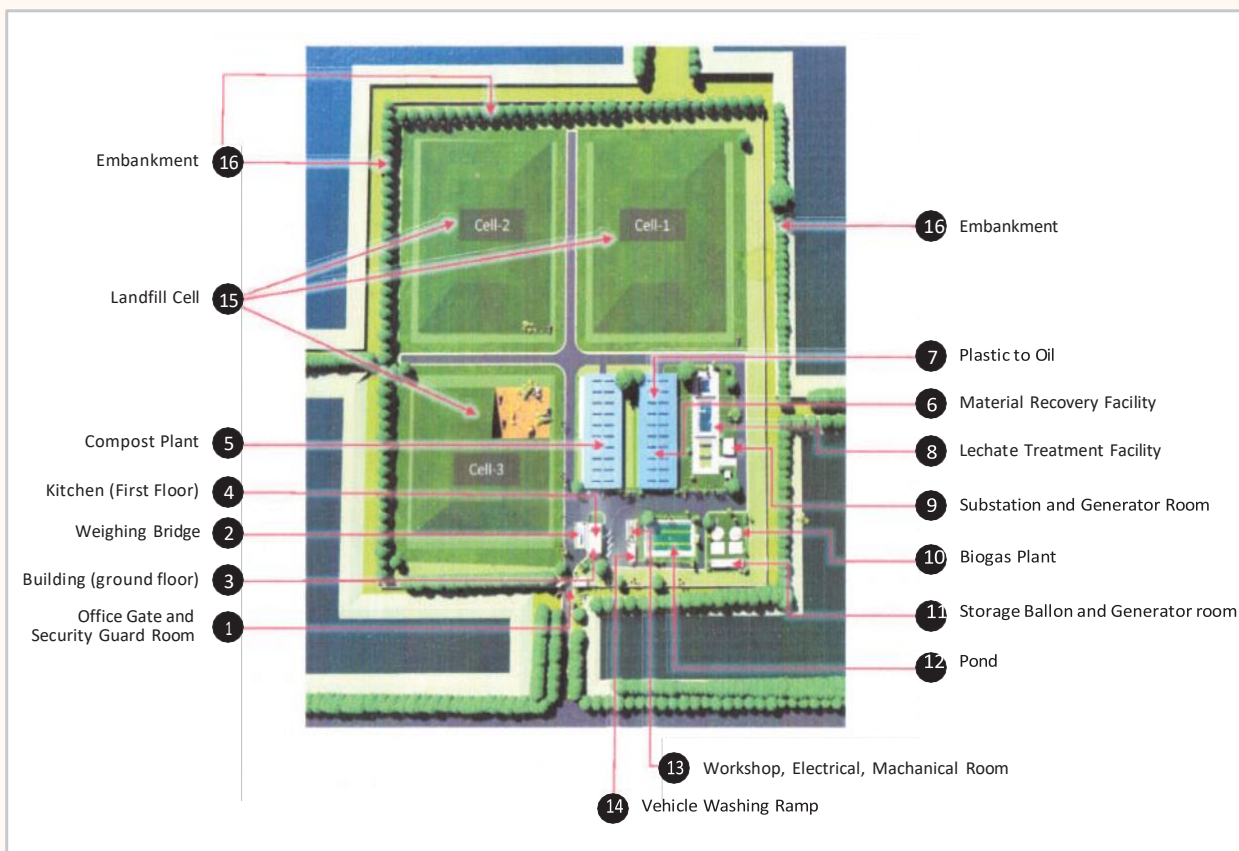 Embankment 16
Cell-2
Cell-1
16 Embankment
Landfill Cell 15
7 Plastic to Oil
6 Material Recovery Facility
Compost Plant 5
8 Lechate Treatment Facility
Cell-3
Kitchen (First Floor) 4
9 Substation and Generator Room
Weighing Bridge 2
10 Biogas Plant
Building (ground floor) 3
Office Gate and
Security Guard Room 1
11 Storage Ballon and Generator room
12 Pond
13 Workshop, Electrical, Machanical Room
14 Vehicle Washing Ramp